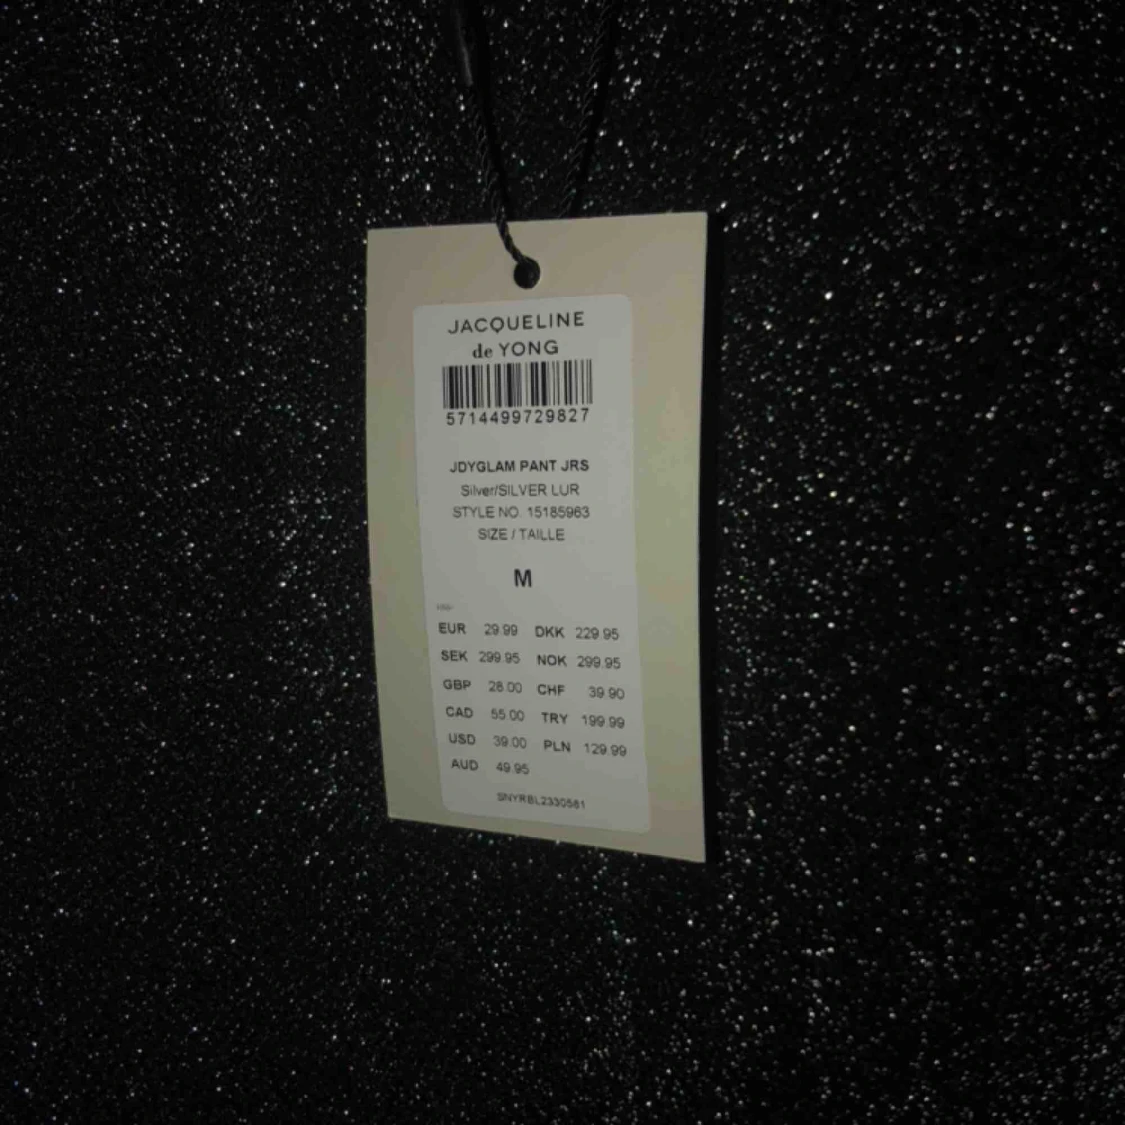 JACQUELINE
de YONG
5714499729827
JDYGLAM PANT JRS
Silver/SILVER LUR
STYLE NO. 15185963
SIZE / TAILLE
M
EUR 29.99 DKK 229.95
SEK 299.95 NOK 299.95
GBP 28.00 CHF 39.90
CAD 55.00 TRY 199.99
USD 39.00 PLN 129.99
AUD 49.95
SNYRBL2330561